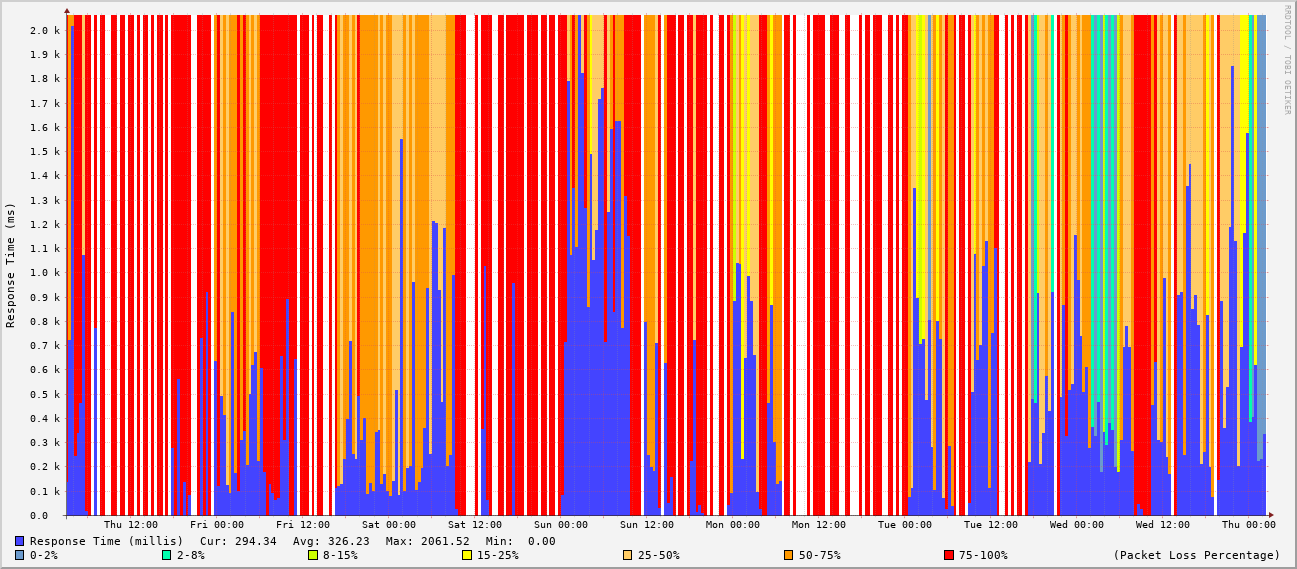 RRDTOOL / TOBI OETIKER
Response Time (ms)
2.0 k
1.9 k
1.8 k
1.7 k
1.6 k
1.5 k
1.4 k
1.3 k
1.2 k
1.1 k
1.0 k
0.9 k
0.8 k
0.7 k
0.6 k
0.5 k
0.4 k
0.3 k
0.2 k
0.1 k
0.0
Thu 12:00 Fri 00:00 Fri 12:00 Sat 00:00 Sat 12:00 Sun 00:00 Sun 12:00 Mon 00:00 Mon 12:00 Tue 00:00 Tue 12:00 Wed 00:00 Wed 12:00 Thu 00:00
Response Time (millis) Cur: 294.34 Avg: 326.23 Max: 2061.52 Min: 0.00
0-2% 2-8% 8-15% 15-25% 25-50% 50-75% 75-100% (Packet Loss Percentage)